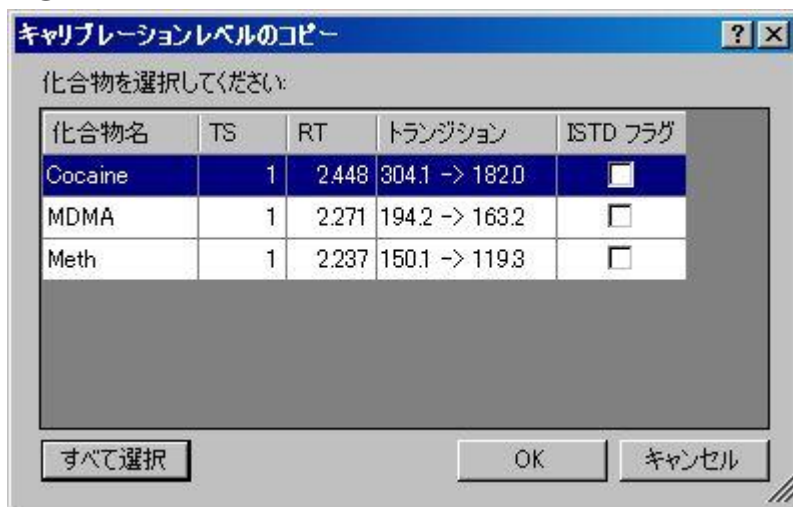 キャリブレーションレベルのコピー
化合物を選択してください:
化合物名 TS RT トランジション ISTD フラグ
Cocaine 1 2.448 304.1 -> 182.0
MDMA 1 2.271 194.2 -> 163.2
Meth 1 2.237 150.1 -> 119.3
すべて選択 OK キャンセル